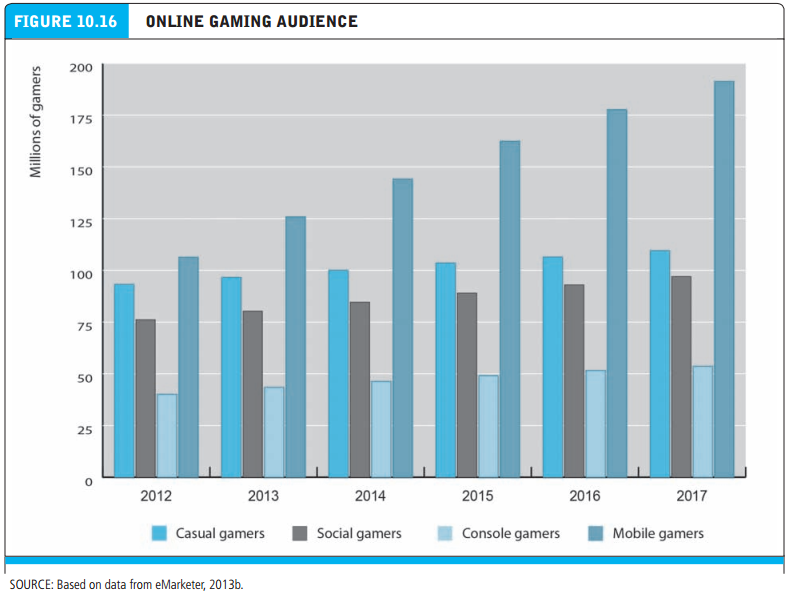 FIGURE 10.16 ONLINE GAMING AUDIENCE
Millions of gamers
200
175
150
125
100
75
50
25
0
2012 2013 2014 2015 2016 2017
Casual gamers Social gamers Console gamers Mobile gamers
SOURCE: Based on data from eMarketer, 2013b.